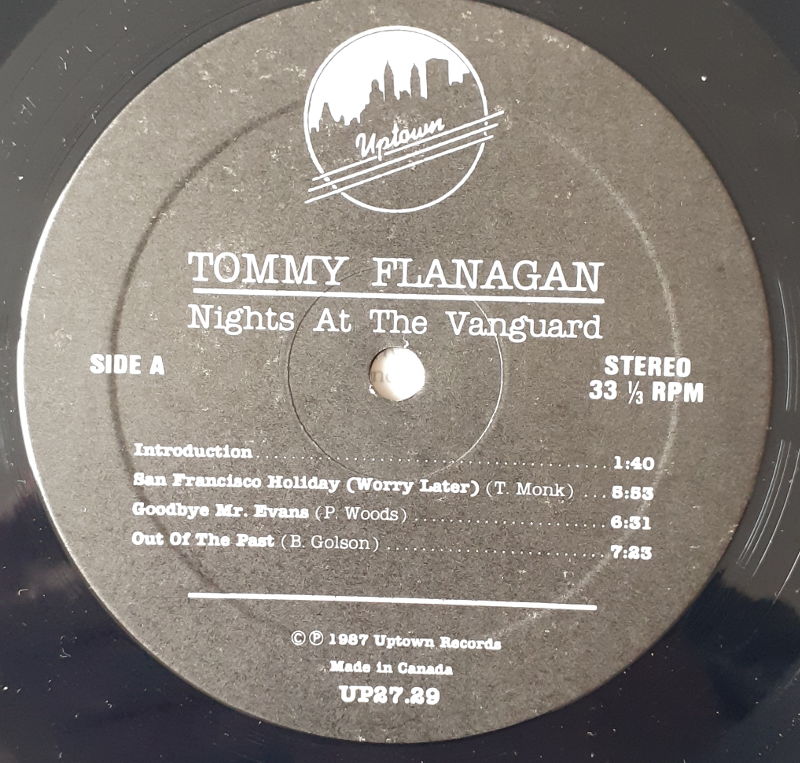 Uptown
TOMMY FLANAGAN
Nights At The Vanguard
SIDE A
STEREO
33 ⅓ RPM
Introduction ........................................ 1:40
San Francisco Holiday (Worry Later) (T. Monk) ... 5:53
Goodbye Mr. Evans (P. Woods) ........................ 6:31
Out Of The Past (B. Golson) ........................... 7:23
© ℗ 1987 Uptown Records
Made in Canada
UP27.29